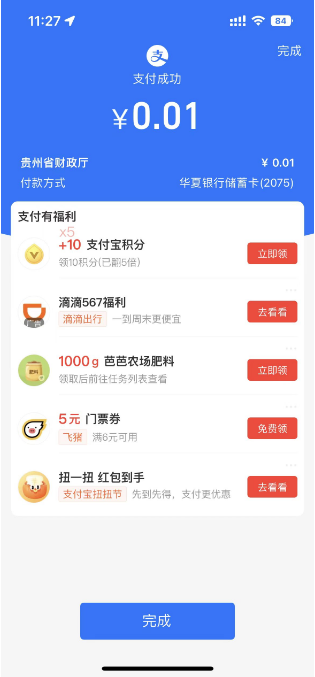 11:27
84
完成
支
支付成功
¥0.01
贵州省财政厅 ¥ 0.01
付款方式 华夏银行储蓄卡(2075)
支付有福利
x5
+10 支付宝积分
领10积分(已翻5倍)
立即领
滴滴567福利
滴滴出行 一到周末更便宜
广告
去看看
1000g 芭芭农场肥料
领取后前往任务列表查看
肥料
立即领
5元 门票券
飞猪 满6元可用
免费领
扭一扭 红包到手
支付宝扭扭节 先到先得，支付更优惠
去看看
完成